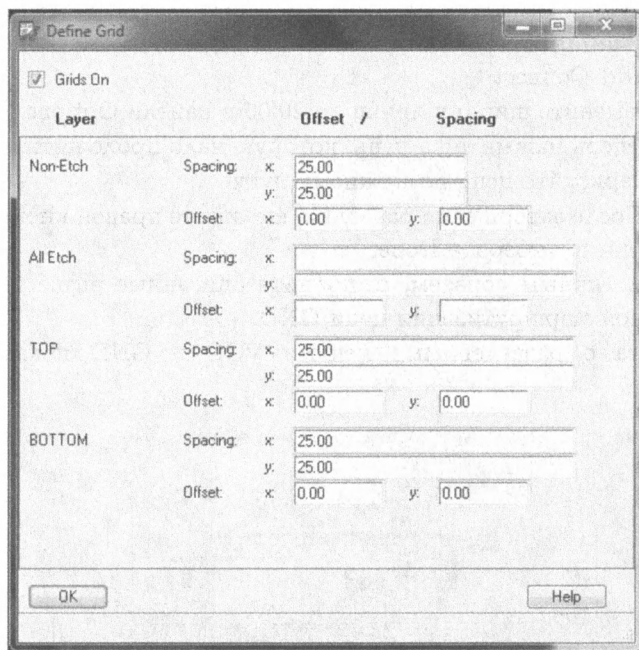 Define Grid
Grids On
Layer Offset / Spacing
Non-Etch Spacing: x: 25.00
y: 25.00
Offset: x: 0.00 y: 0.00
All Etch Spacing: x:
y:
Offset: x: y:
TOP Spacing: x: 25.00
y: 25.00
Offset: x: 0.00 y: 0.00
BOTTOM Spacing: x: 25.00
y: 25.00
Offset: x: 0.00 y: 0.00
OK Help